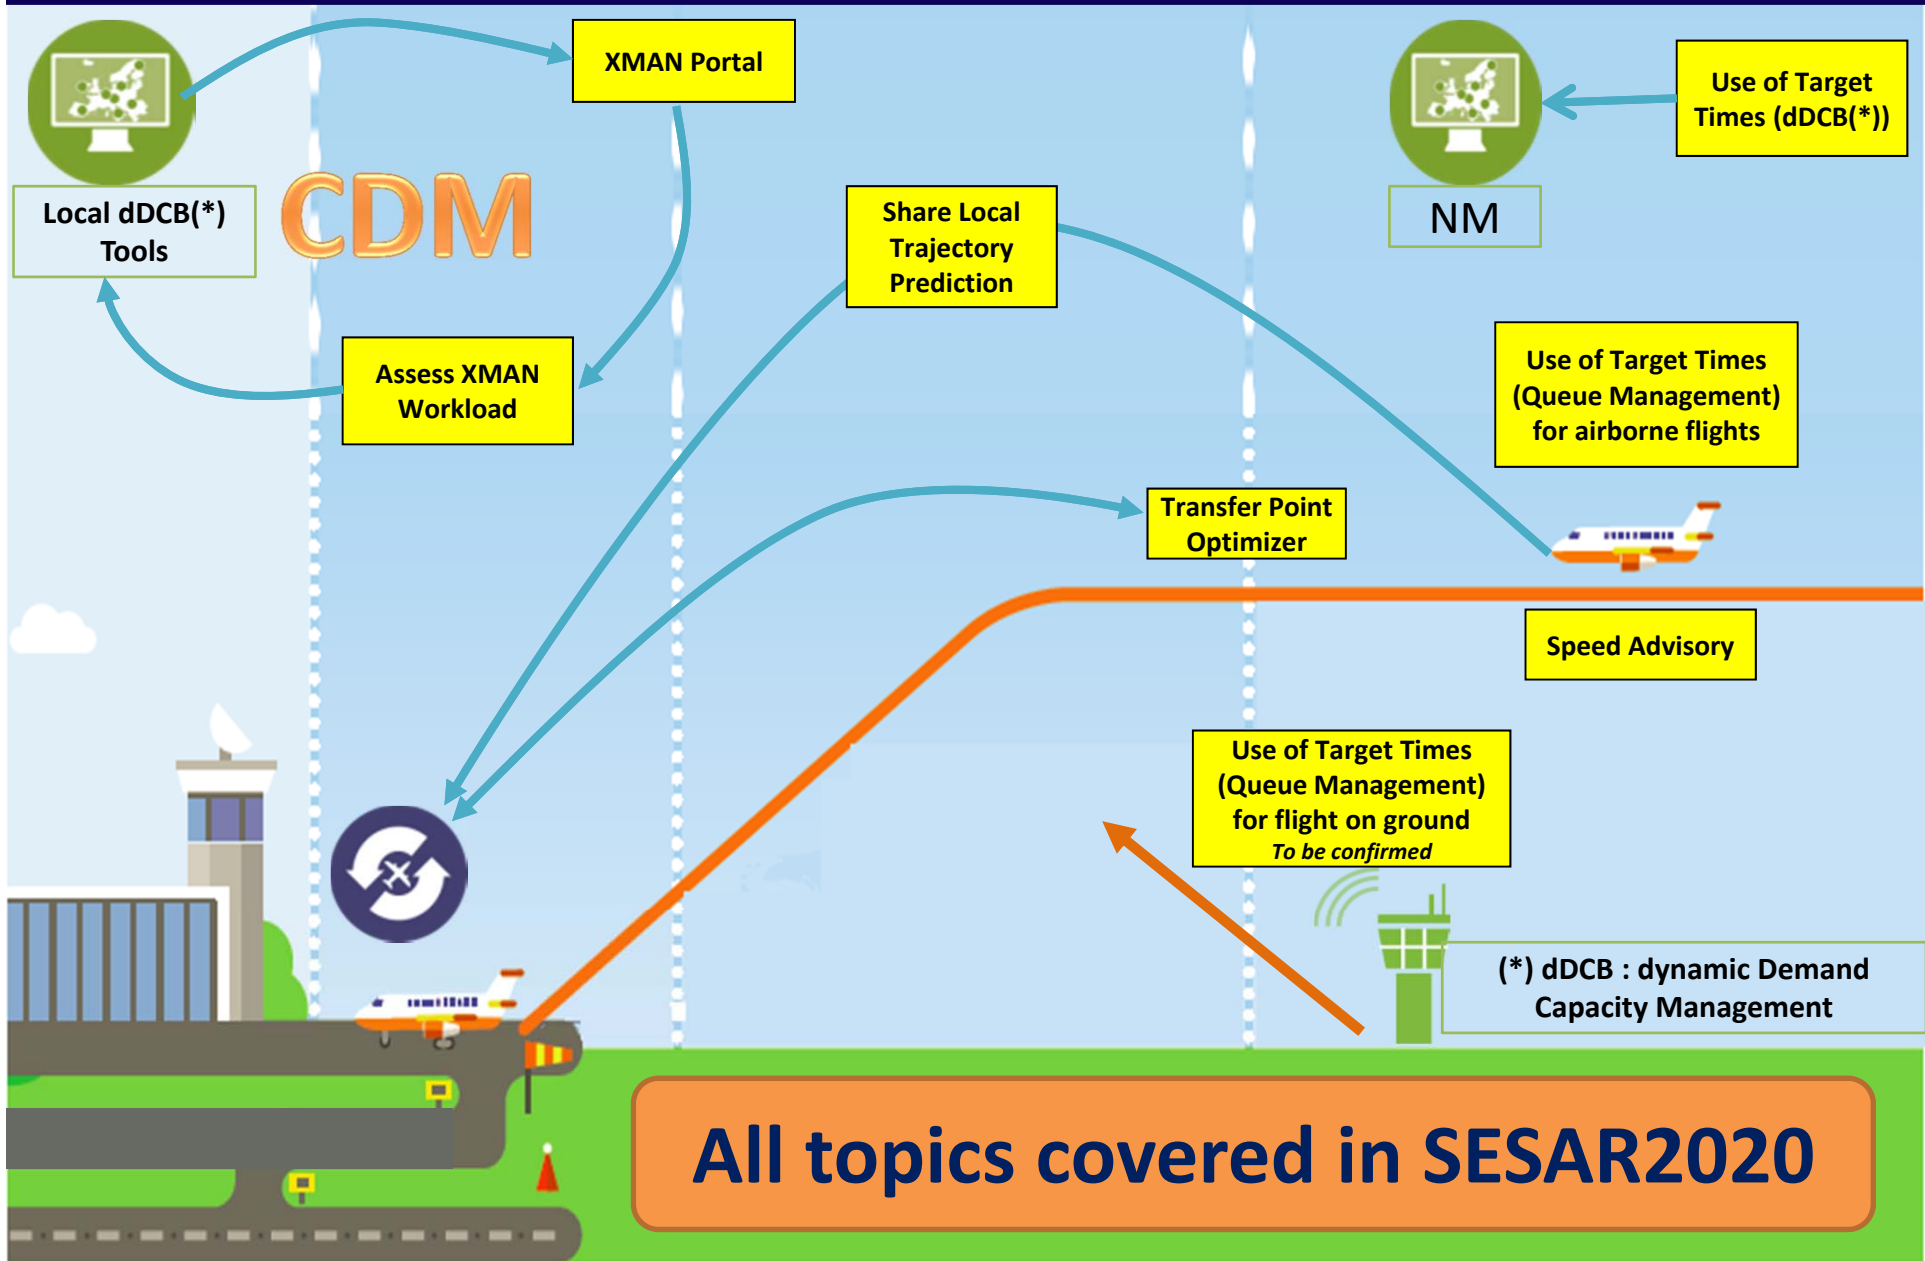 XMAN Portal
Use of Target
Times (dDCB(*))
Local dDCB(*)
Tools
CDM
Share Local
Trajectory
Prediction
NM
Assess XMAN
Workload
Use of Target Times
(Queue Management)
for airborne flights
Transfer Point
Optimizer
Speed Advisory
Use of Target Times
(Queue Management)
for flight on ground
To be confirmed
(*) dDCB : dynamic Demand
Capacity Management
All topics covered in SESAR2020